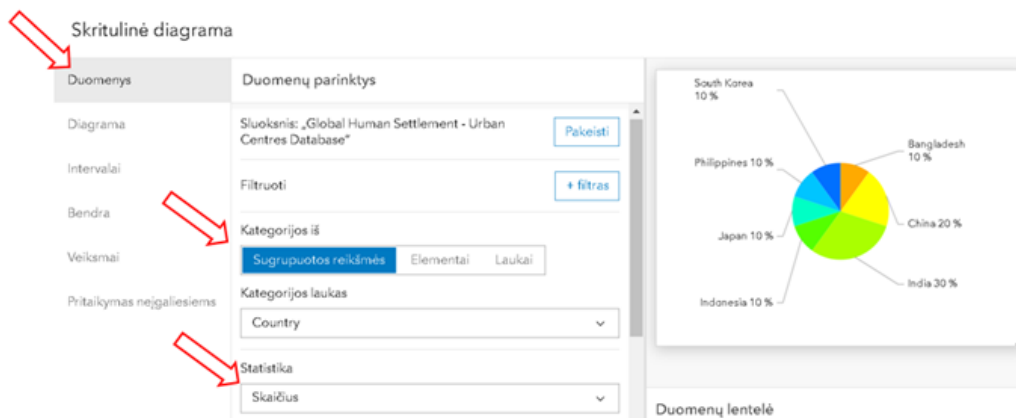 Skritulinė diagrama
Duomenys
Diagrama
Intervalai
Bendra
Veiksmai
Pritaikymas neįgaliesiems
Duomenų parinktys
Sluoksnis: „Global Human Settlement - Urban
Centres Database“
Pakeisti
Filtruoti
+ filtras
Kategorijos iš
Sugrupuotos reikšmės
Elementai
Laukai
Kategorijos laukas
Country
Statistika
Skaičius
South Korea
10 %
Bangladesh
10 %
Philippines 10 %
China 20 %
Japan 10 %
India 30 %
Indonesia 10 %
Duomenų lentelė